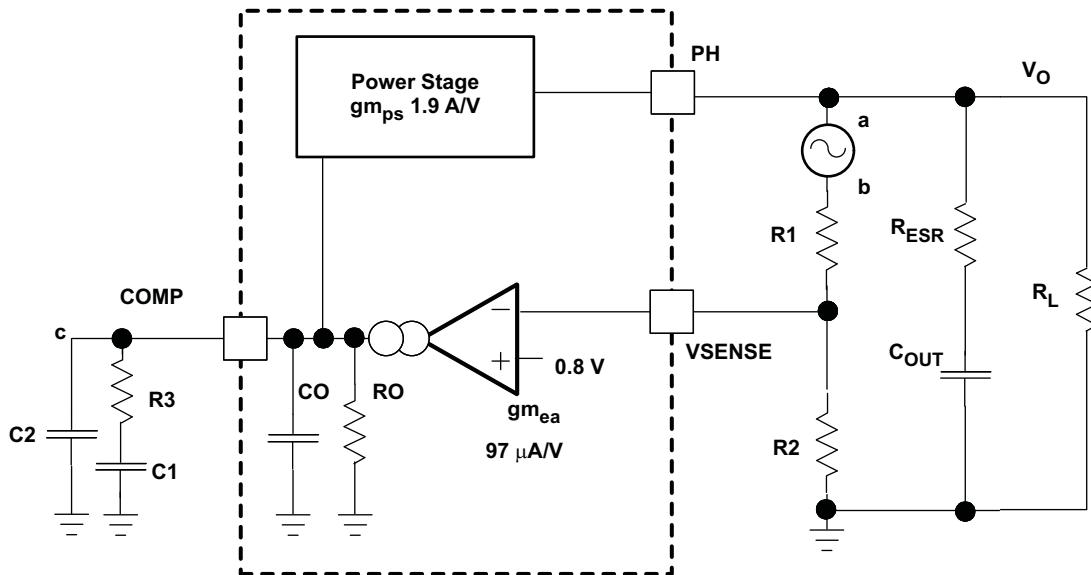 PH
Power Stage
gmps 1.9 A/V
VO
a
b
R1
RESR
RL
COMP
c
VSENSE
0.8 V
COUT
R3
CO
RO
gmea
97 μA/V
R2
C2
C1